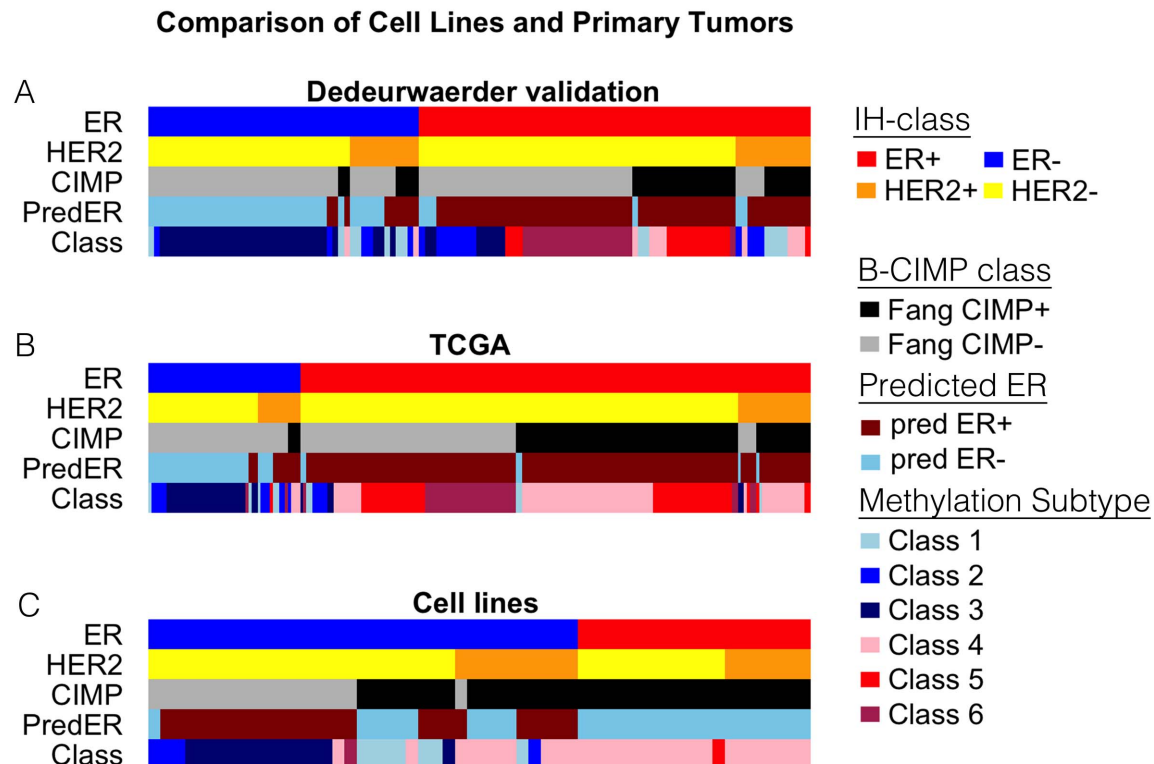 Comparison of Cell Lines and Primary Tumors
A
Dedeurwaerder validation
ER
HER2
CIMP
PredER
Class
B
TCGA
ER
HER2
CIMP
PredER
Class
C
Cell lines
ER
HER2
CIMP
PredER
Class
IH-class
ER+ ER-
HER2+ HER2-
B-CIMP class
Fang CIMP+
Fang CIMP-
Predicted ER
pred ER+
pred ER-
Methylation Subtype
Class 1
Class 2
Class 3
Class 4
Class 5
Class 6